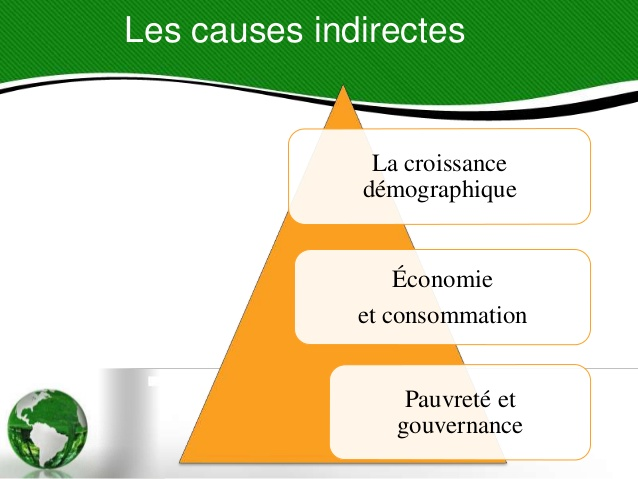 Les causes indirectes
La croissance
démographique
Économie
et consommation
Pauvreté et
gouvernance